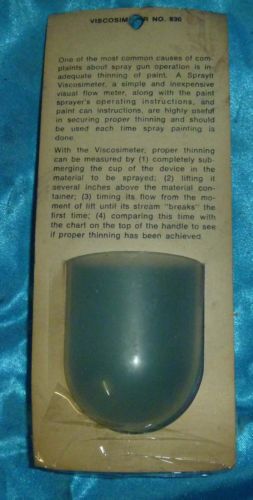 VISCOSIMETER NO. 930
One of the most common causes of com-
plaints about spray gun operation is in-
adequate thinning of paint. A Sprayit
Viscosimeter, a simple and inexpensive
visual flow meter, along with the paint
sprayer's operating instructions, and
paint can instructions, are highly useful
in securing proper thinning and should
be used each time spray painting is
done.
With the Viscosimeter, proper thinning
can be measured by (1) completely sub-
merging the cup of the device in the
material to be sprayed; (2) lifting it
several inches above the material con-
tainer; (3) timing its flow from the mo-
ment of lift until its stream "breaks" the
first time; (4) comparing this time with
the chart on the top of the handle to see
if proper thinning has been achieved.